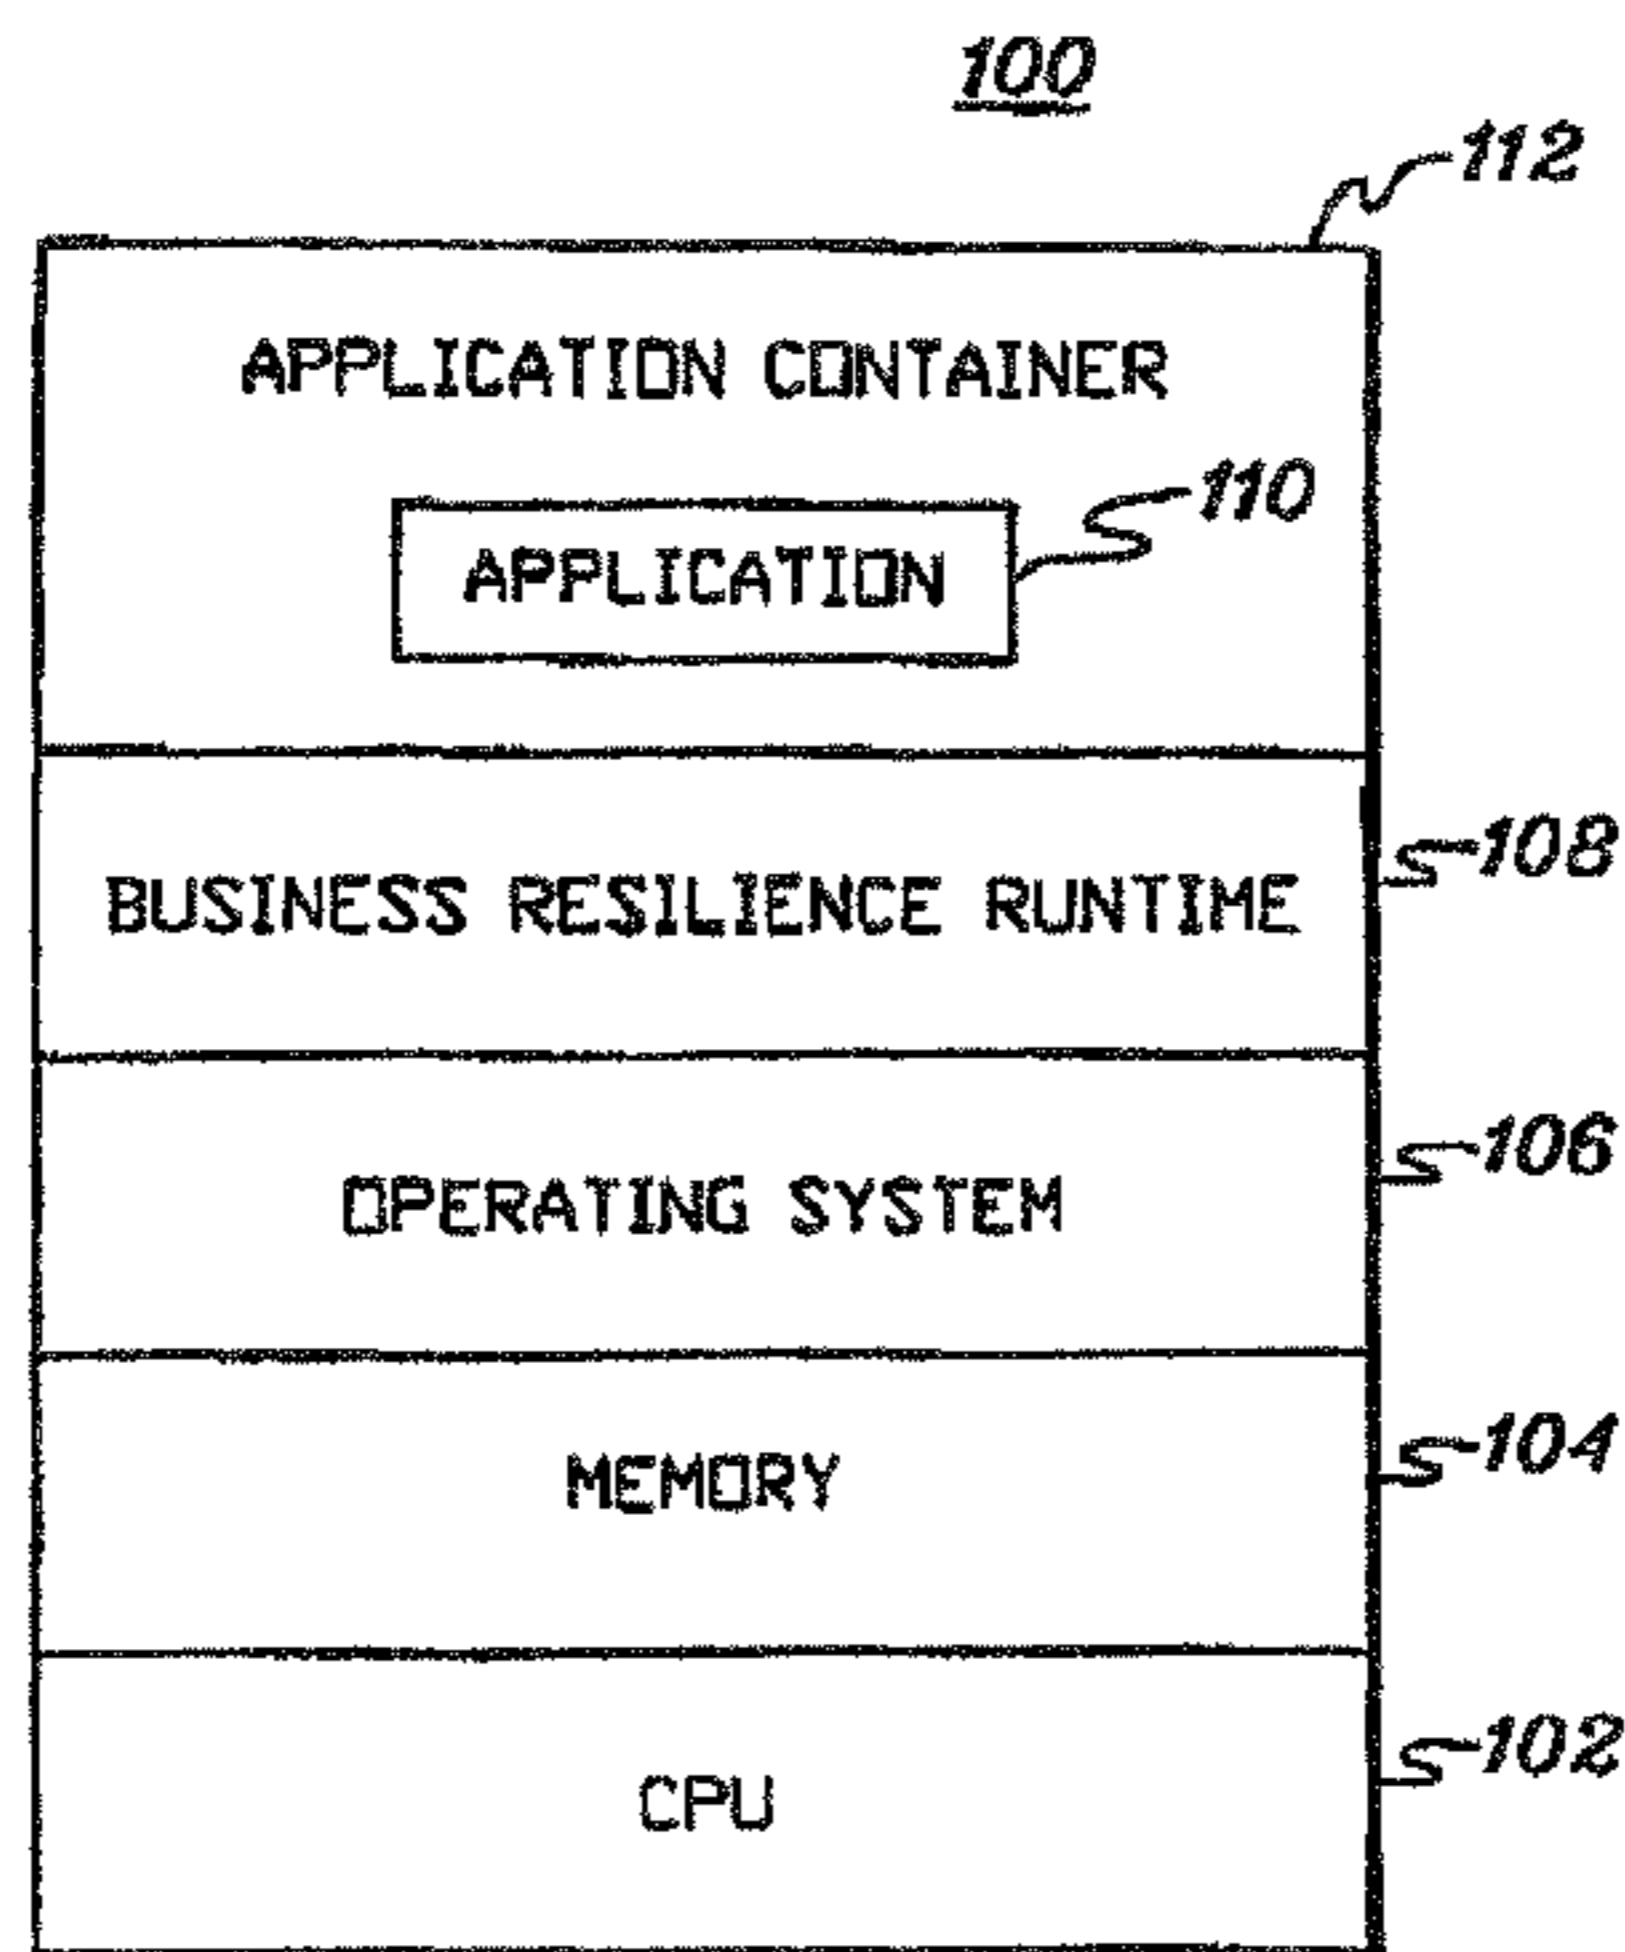 100
112
APPLICATION CONTAINER
110
APPLICATION
108
BUSINESS RESILIENCE RUNTIME
106
OPERATING SYSTEM
104
MEMORY
102
CPU